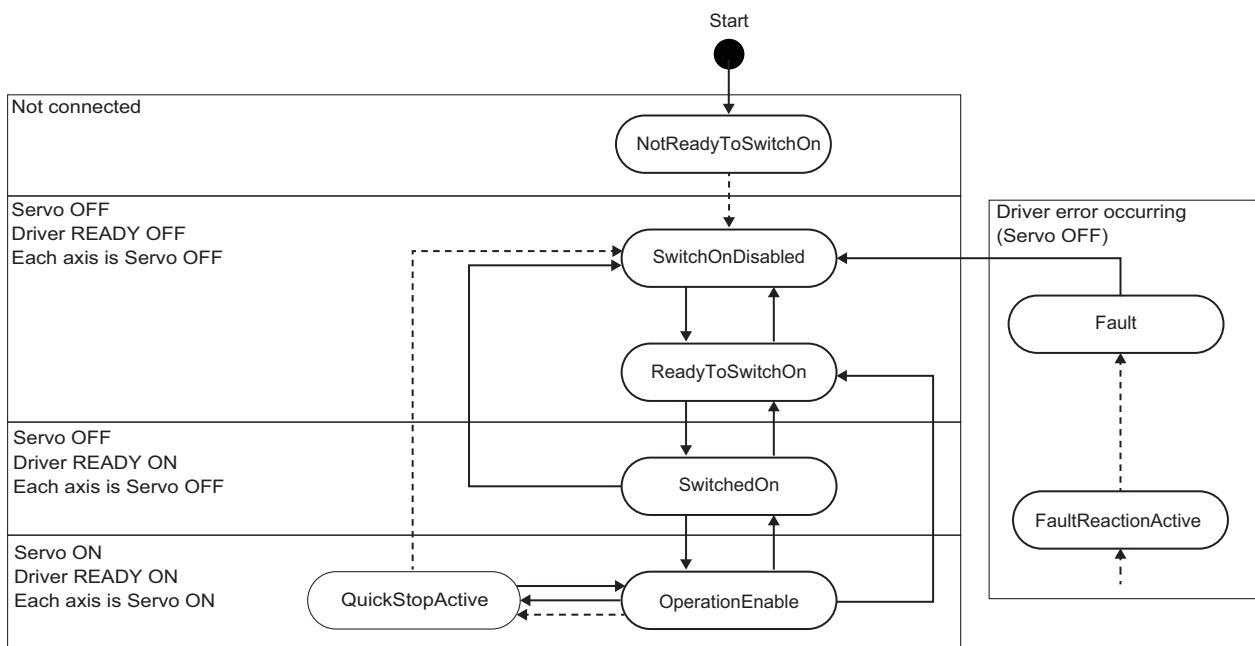 Start
Not connected
NotReadyToSwitchOn
Servo OFF
Driver READY OFF
Each axis is Servo OFF
SwitchOnDisabled
ReadyToSwitchOn
Servo OFF
Driver READY ON
Each axis is Servo OFF
SwitchedOn
Servo ON
Driver READY ON
Each axis is Servo ON
QuickStopActive
OperationEnable
Driver error occurring
(Servo OFF)
Fault
FaultReactionActive